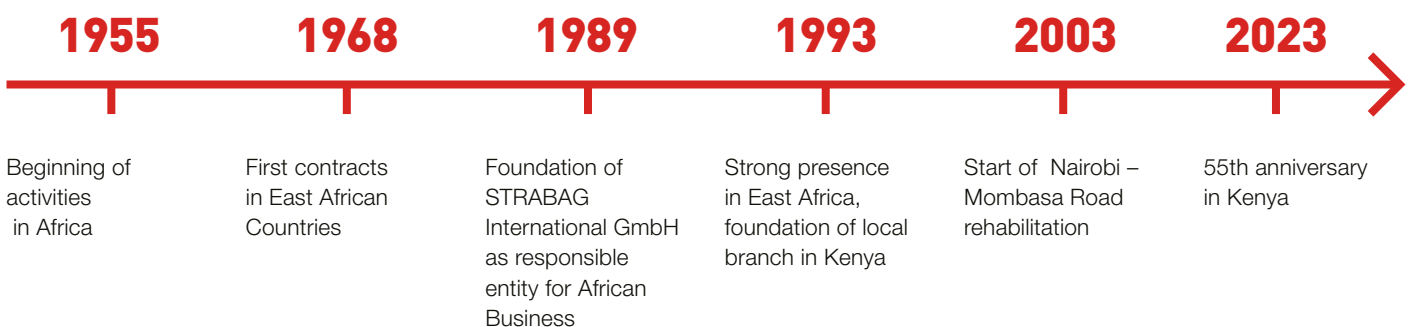 1955
1968
1989
1993
2003
2023
Beginning of
activities
in Africa
First contracts
in East African
Countries
Foundation of
STRABAG
International GmbH
as responsible
entity for African
Business
Strong presence
in East Africa,
foundation of local
branch in Kenya
Start of Nairobi –
Mombasa Road
rehabilitation
55th anniversary
in Kenya